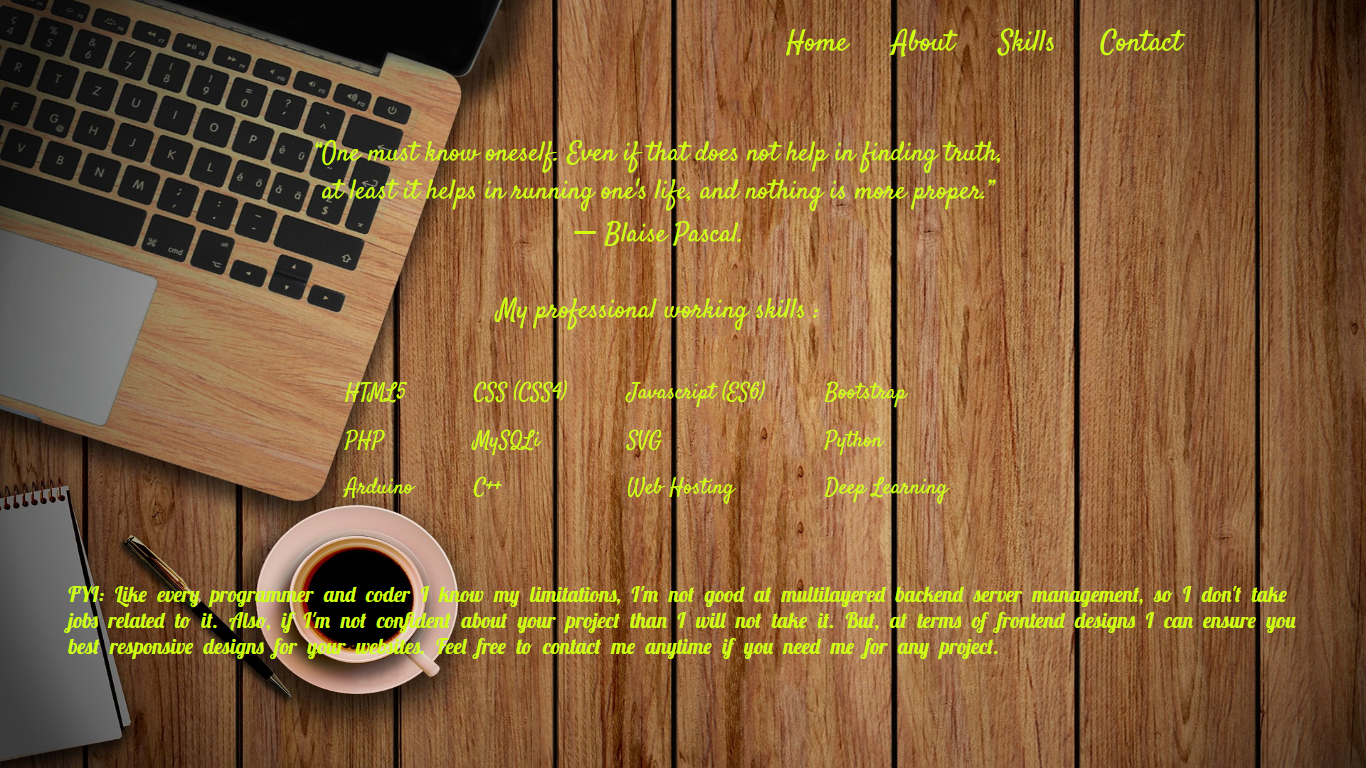 Home About Skills Contact
“One must know oneself. Even if that does not help in finding truth,
at least it helps in running one's life, and nothing is more proper.”
— Blaise Pascal.
My professional working skills :
HTML5 CSS (CSS4) Javascript (ES6) Bootstrap
PHP MySQLi SVG Python
Arduino C++ Web Hosting Deep Learning
FYI: Like every programmer and coder I know my limitations, I'm not good at multilayered backend server management, so I don't take
jobs related to it. Also, if I'm not confident about your project than I will not take it. But, at terms of frontend designs I can ensure you
best responsive designs for your websites. Feel free to contact me anytime if you need me for any project.